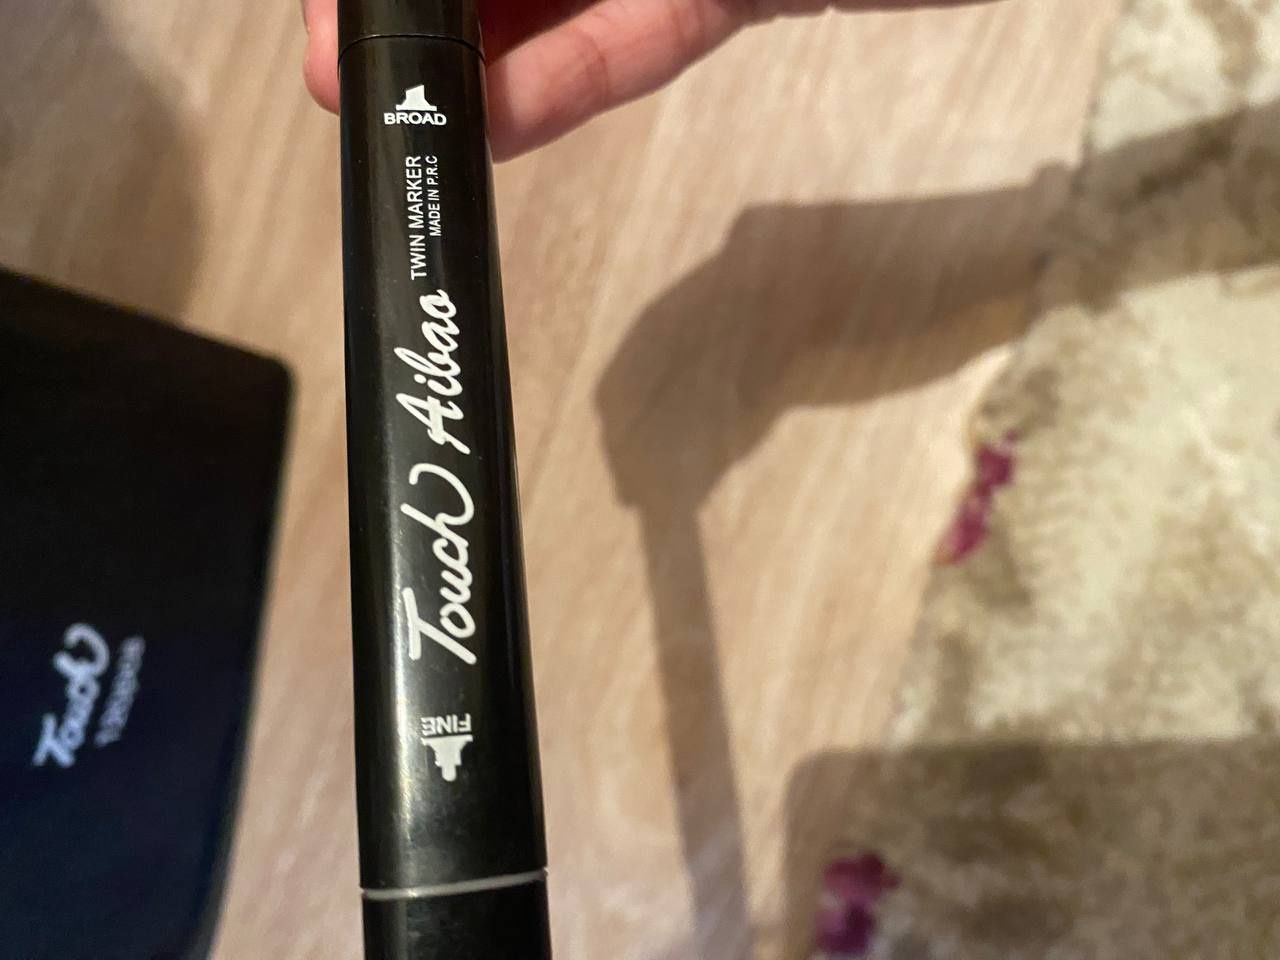 BROAD
TWIN MARKER
MADE IN P.R.C
Touch Aibao
FINE
Touch